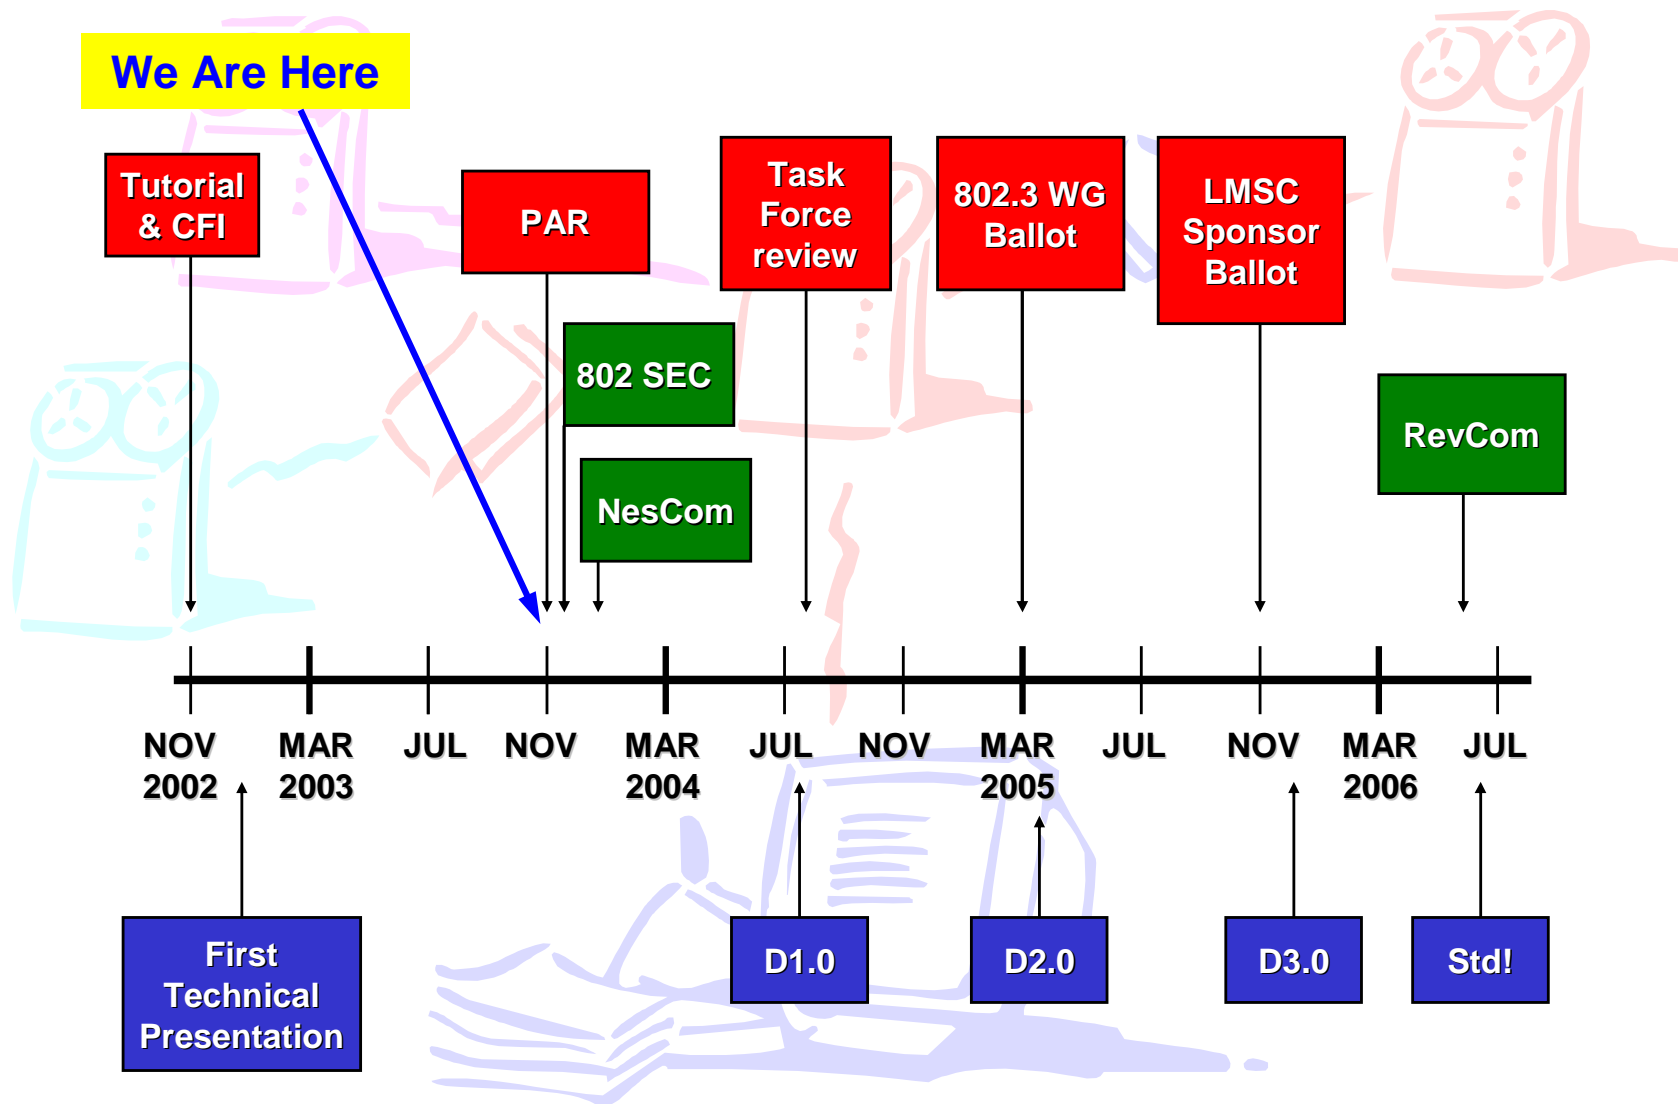 We Are Here
Tutorial
& CFI
PAR
Task
Force
review
802.3 WG
Ballot
LMSC
Sponsor
Ballot
802 SEC
NesCom
RevCom
NOV
2002
MAR
2003
JUL
NOV
MAR
2004
JUL
NOV
MAR
2005
JUL
NOV
MAR
2006
JUL
First
Technical
Presentation
D1.0
D2.0
D3.0
Std!